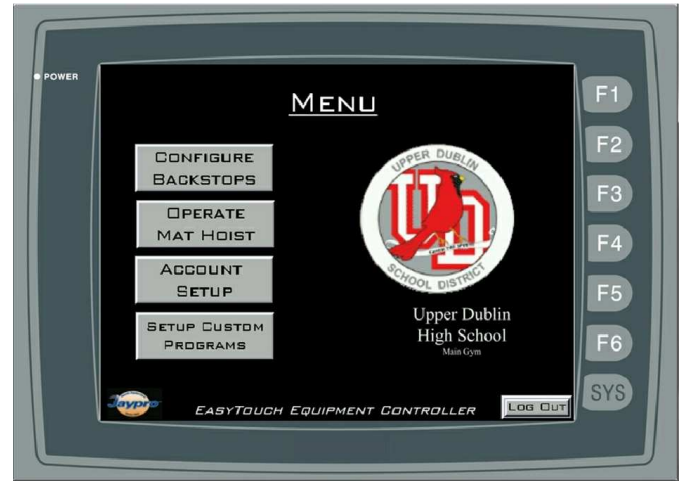 POWER
MENU
CONFIGURE
BACKSTOPS
OPERATE
MAT HOIST
ACCOUNT
SETUP
SETUP CUSTOM
PROGRAMS
UPPER DUBLIN
UD
SCHOOL DISTRICT
Upper Dublin
High School
Main Gym
Jaypro
EASYTOUCH EQUIPMENT CONTROLLER
LOG OUT
F1
F2
F3
F4
F5
F6
SYS